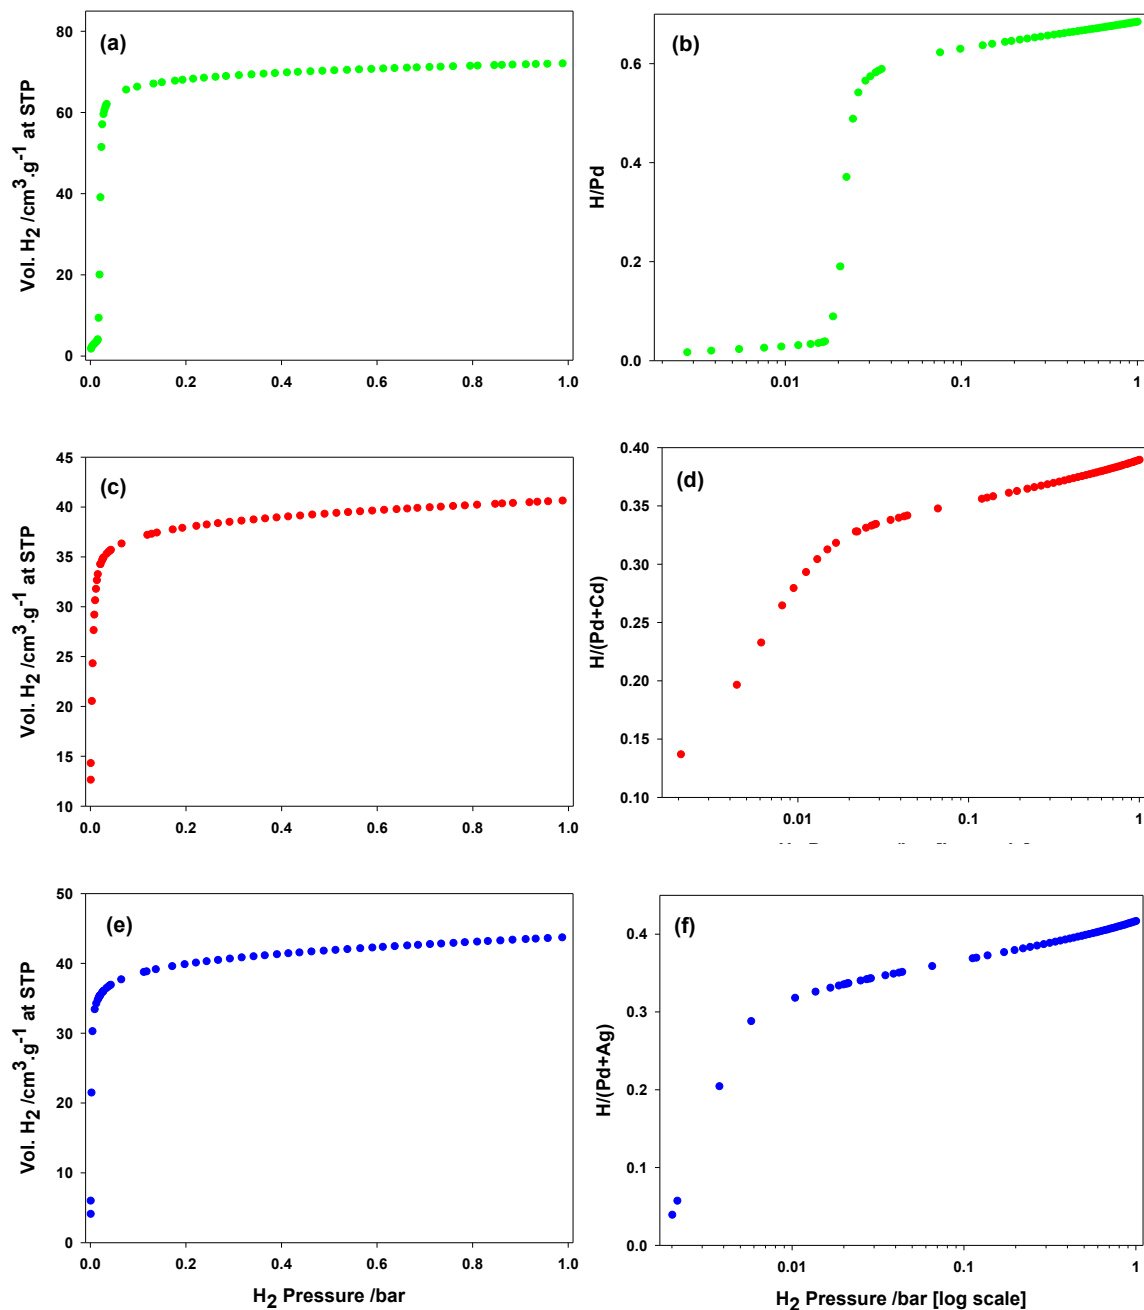 (a)
Vol. H2 /cm3.g-1 at STP
80
60
40
20
0
0.0 0.2 0.4 0.6 0.8 1.0
(b)
H/Pd
0.6
0.4
0.2
0.0
0.01 0.1 1
(c)
Vol. H2 /cm3.g-1 at STP
45
40
35
30
25
20
15
10
0.0 0.2 0.4 0.6 0.8 1.0
(d)
H/(Pd+Cd)
0.40
0.35
0.30
0.25
0.20
0.15
0.10
0.01 0.1 1
(e)
Vol. H2 /cm3.g-1 at STP
50
40
30
20
10
0
0.0 0.2 0.4 0.6 0.8 1.0
H2 Pressure /bar
(f)
H/(Pd+Ag)
0.4
0.3
0.2
0.1
0.0
0.01 0.1 1
H2 Pressure /bar [log scale]